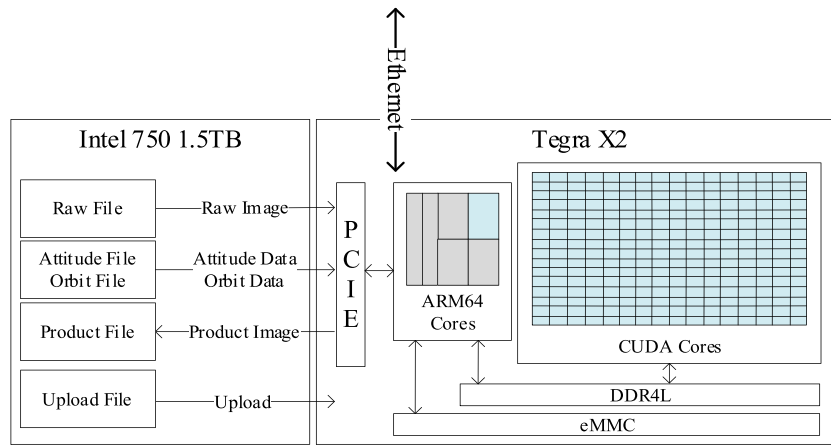 Ethernet
Intel 750 1.5TB
Tegra X2
Raw File
Raw Image
Attitude File
Orbit File
Attitude Data
Orbit Data
Product File
Product Image
Upload File
Upload
PCIE
ARM64
Cores
CUDA Cores
DDR4L
eMMC